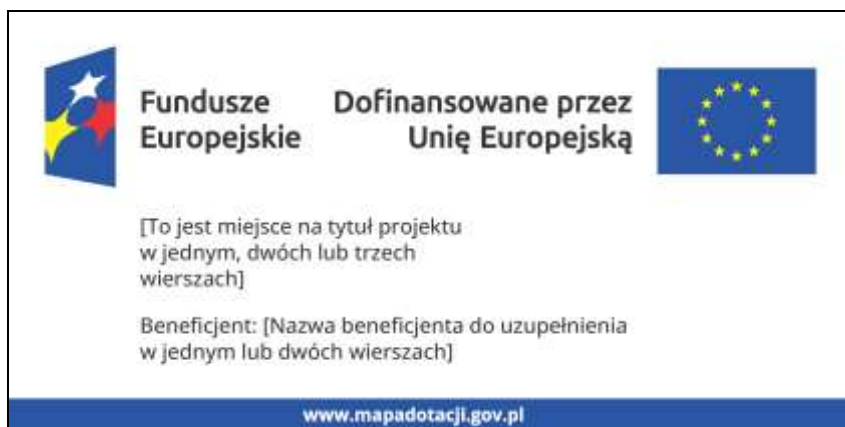 Fundusze
Europejskie
Dofinansowane przez
Unię Europejską
[To jest miejsce na tytuł projektu
w jednym, dwóch lub trzech
wierszach]
Beneficjent: [Nazwa beneficjenta do uzupełnienia
w jednym lub dwóch wierszach]
www.mapadotacji.gov.pl